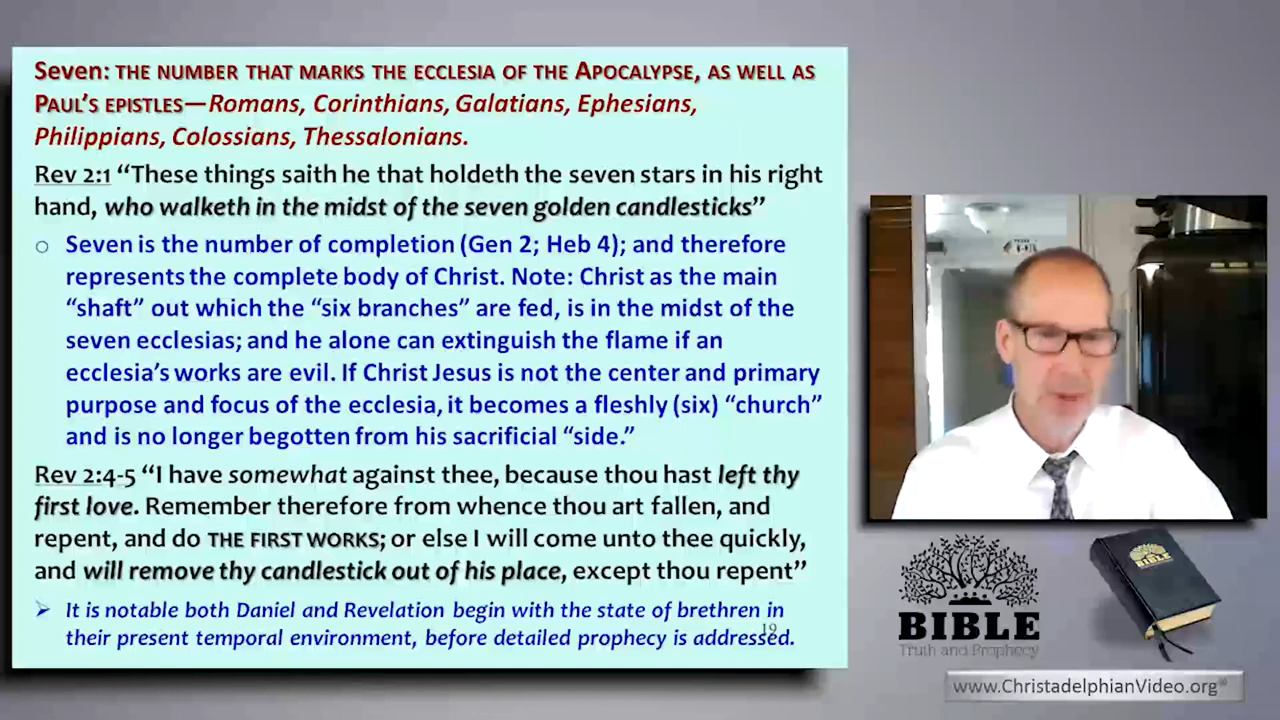 Seven: THE NUMBER THAT MARKS THE ECCLESIA OF THE APOCALYPSE, AS WELL AS
PAUL'S EPISTLES—Romans, Corinthians, Galatians, Ephesians,
Philippians, Colossians, Thessalonians.
Rev 2:1 “These things saith he that holdeth the seven stars in his right
hand, who walketh in the midst of the seven golden candlesticks”
○ Seven is the number of completion (Gen 2; Heb 4); and therefore
represents the complete body of Christ. Note: Christ as the main
“shaft” out which the “six branches” are fed, is in the midst of the
seven ecclesias; and he alone can extinguish the flame if an
ecclesia’s works are evil. If Christ Jesus is not the center and primary
purpose and focus of the ecclesia, it becomes a fleshly (six) “church”
and is no longer begotten from his sacrificial “side.”
Rev 2:4-5 “I have somewhat against thee, because thou hast left thy
first love. Remember therefore from whence thou art fallen, and
repent, and do THE FIRST WORKS; or else I will come unto thee quickly,
and will remove thy candlestick out of his place, except thou repent”
➢ It is notable both Daniel and Revelation begin with the state of brethren in
their present temporal environment, before detailed prophecy is addressed.
19
BIBLE
Truth and Prophecy
BIBLE
www.ChristadelphianVideo.org®